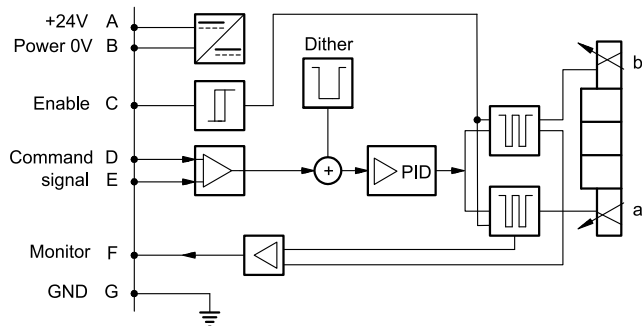 +24V A
Power 0V B
Dither
b
Enable C
Command D
signal E
+
PID
a
Monitor F
GND G